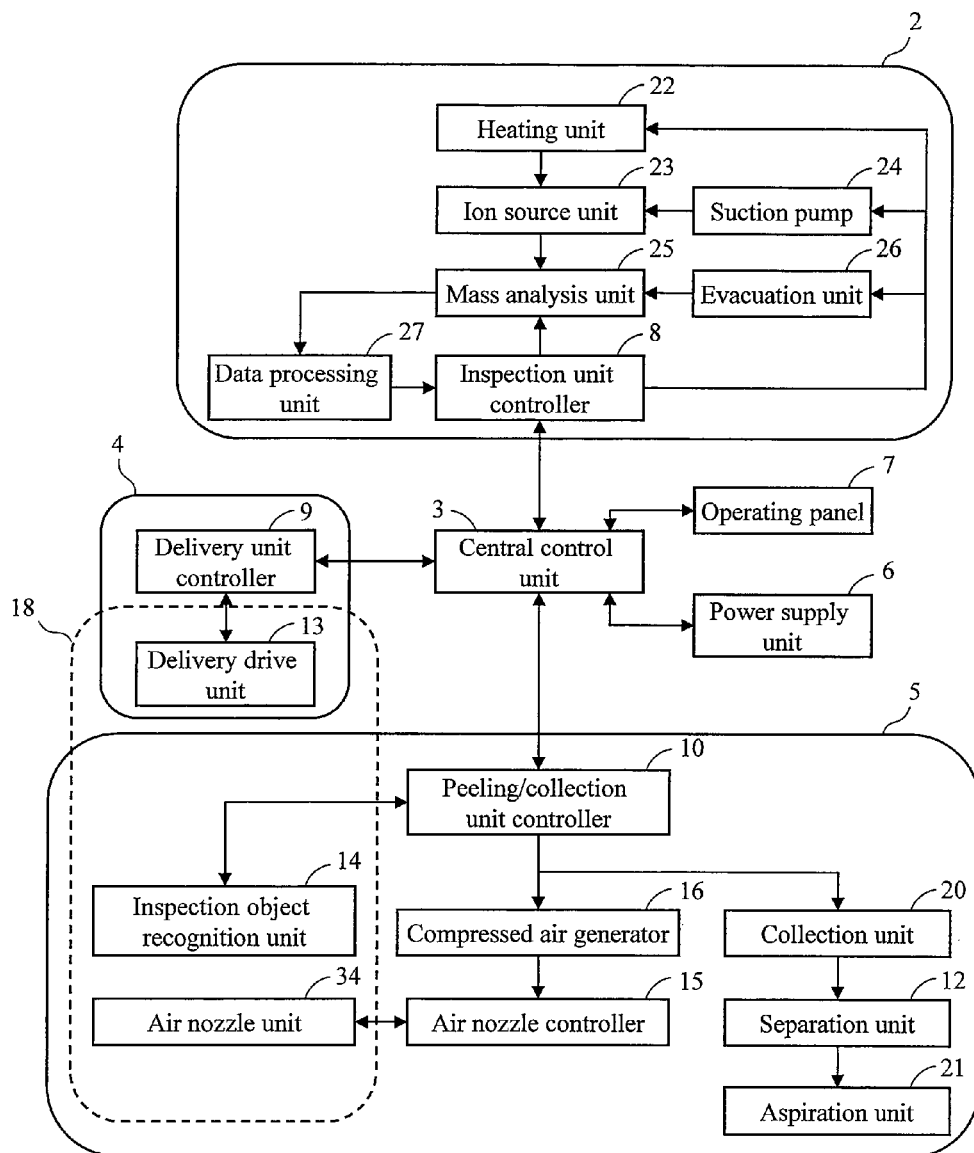 2
22
Heating unit
23
24
Ion source unit
Suction pump
25
26
Mass analysis unit
Evacuation unit
27
8
Data processing
unit
Inspection unit
controller
4
7
9
3
Operating panel
Delivery unit
controller
Central control
unit
6
18
13
Power supply
unit
Delivery drive
unit
5
10
Peeling/collection
unit controller
14
16
20
Inspection object
recognition unit
Compressed air generator
Collection unit
34
15
12
Air nozzle unit
Air nozzle controller
Separation unit
21
Aspiration unit